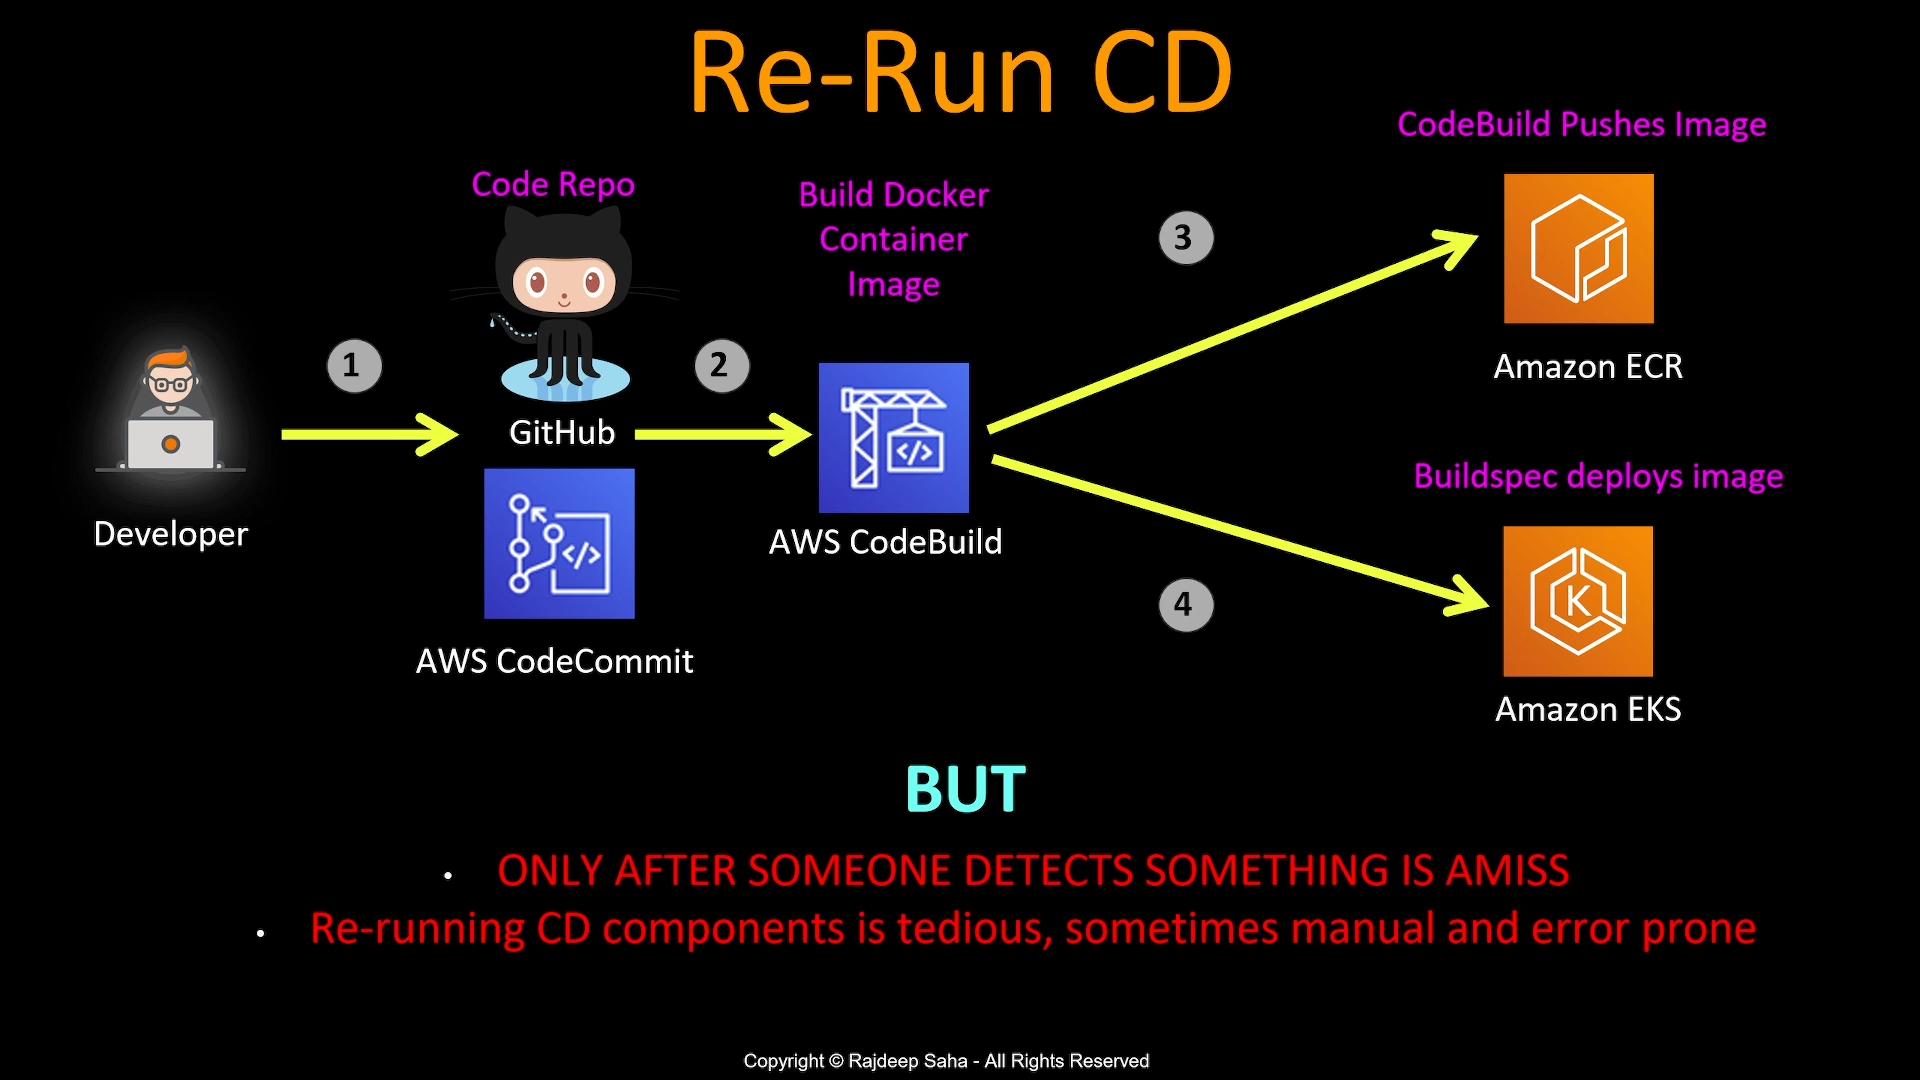 Re-Run CD
CodeBuild Pushes Image
Code Repo
Build Docker
Container
Image
3
1
2
Amazon ECR
GitHub
Buildspec deploys image
Developer
AWS CodeBuild
K
4
AWS CodeCommit
Amazon EKS
BUT
• ONLY AFTER SOMEONE DETECTS SOMETHING IS AMISS
• Re-running CD components is tedious, sometimes manual and error prone
Copyright © Rajdeep Saha - All Rights Reserved